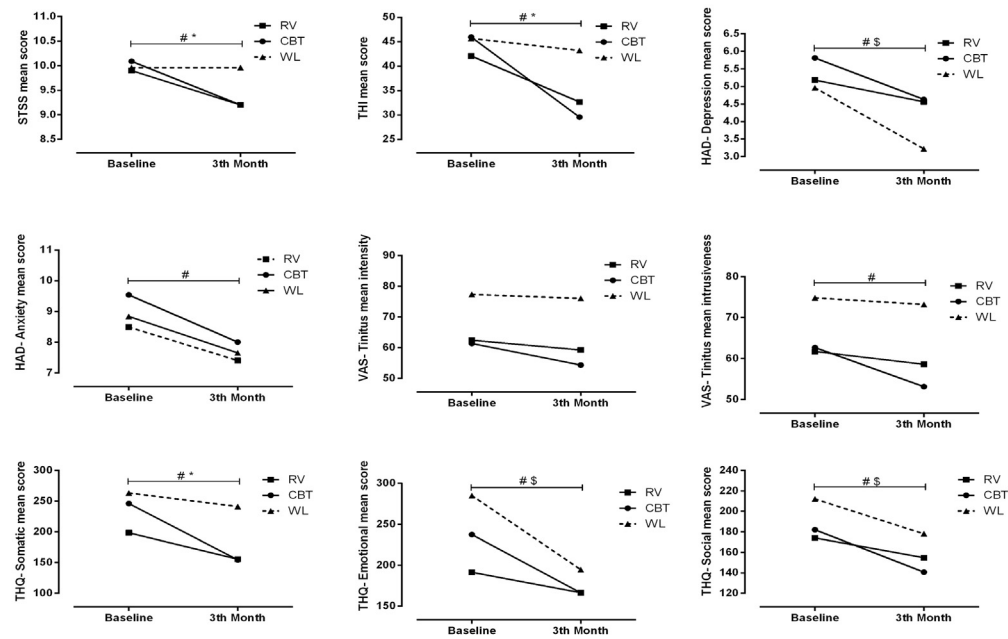 STSS mean score
10.5
11.0
10.0
9.5
9.0
8.5
# *
RV
CBT
WL
Baseline
3th Month
THI mean score
50
45
40
35
30
25
# *
RV
CBT
WL
Baseline
3th Month
HAD- Depression mean score
6.5
6.0
5.5
5.0
4.5
4.0
3.5
3.0
# $
RV
CBT
WL
Baseline
3th Month
HAD- Anxiety mean score
11
10
9
8
7
#
RV
CBT
WL
Baseline
3th Month
VAS- Tinitus mean intensity
90
80
70
60
50
RV
CBT
WL
Baseline
3th Month
VAS- Tinitus mean intrusiveness
80
70
60
50
#
RV
CBT
WL
Baseline
3th Month
THQ- Somatic mean score
300
250
200
150
100
# *
RV
CBT
WL
Baseline
3th Month
THQ- Emotional mean score
300
250
200
150
# $
RV
CBT
WL
Baseline
3th Month
THQ- Social mean score
240
220
200
180
160
140
120
# $
RV
CBT
WL
Baseline
3th Month